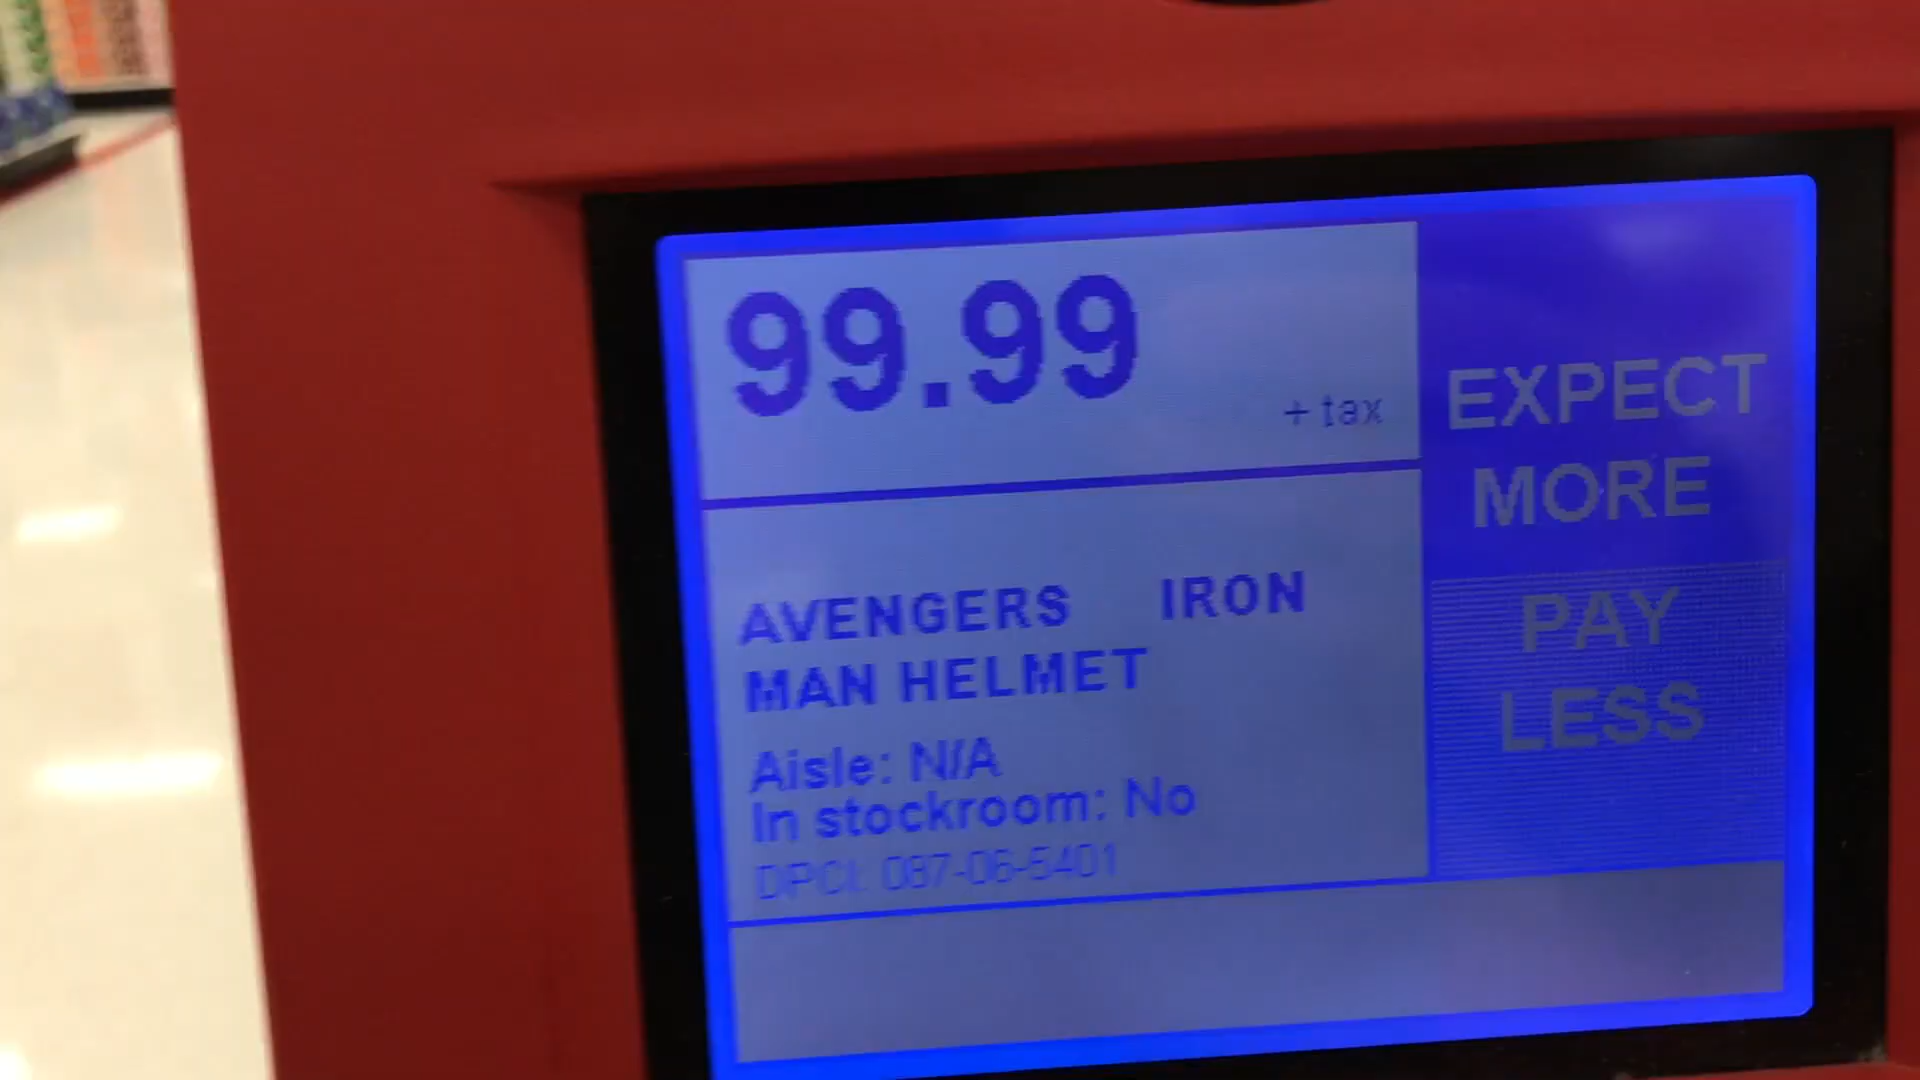 99.99
+ tax
AVENGERS IRON
MAN HELMET
Aisle: N/A
In stockroom: No
DPCI: 087-06-5401
EXPECT
MORE
PAY
LESS